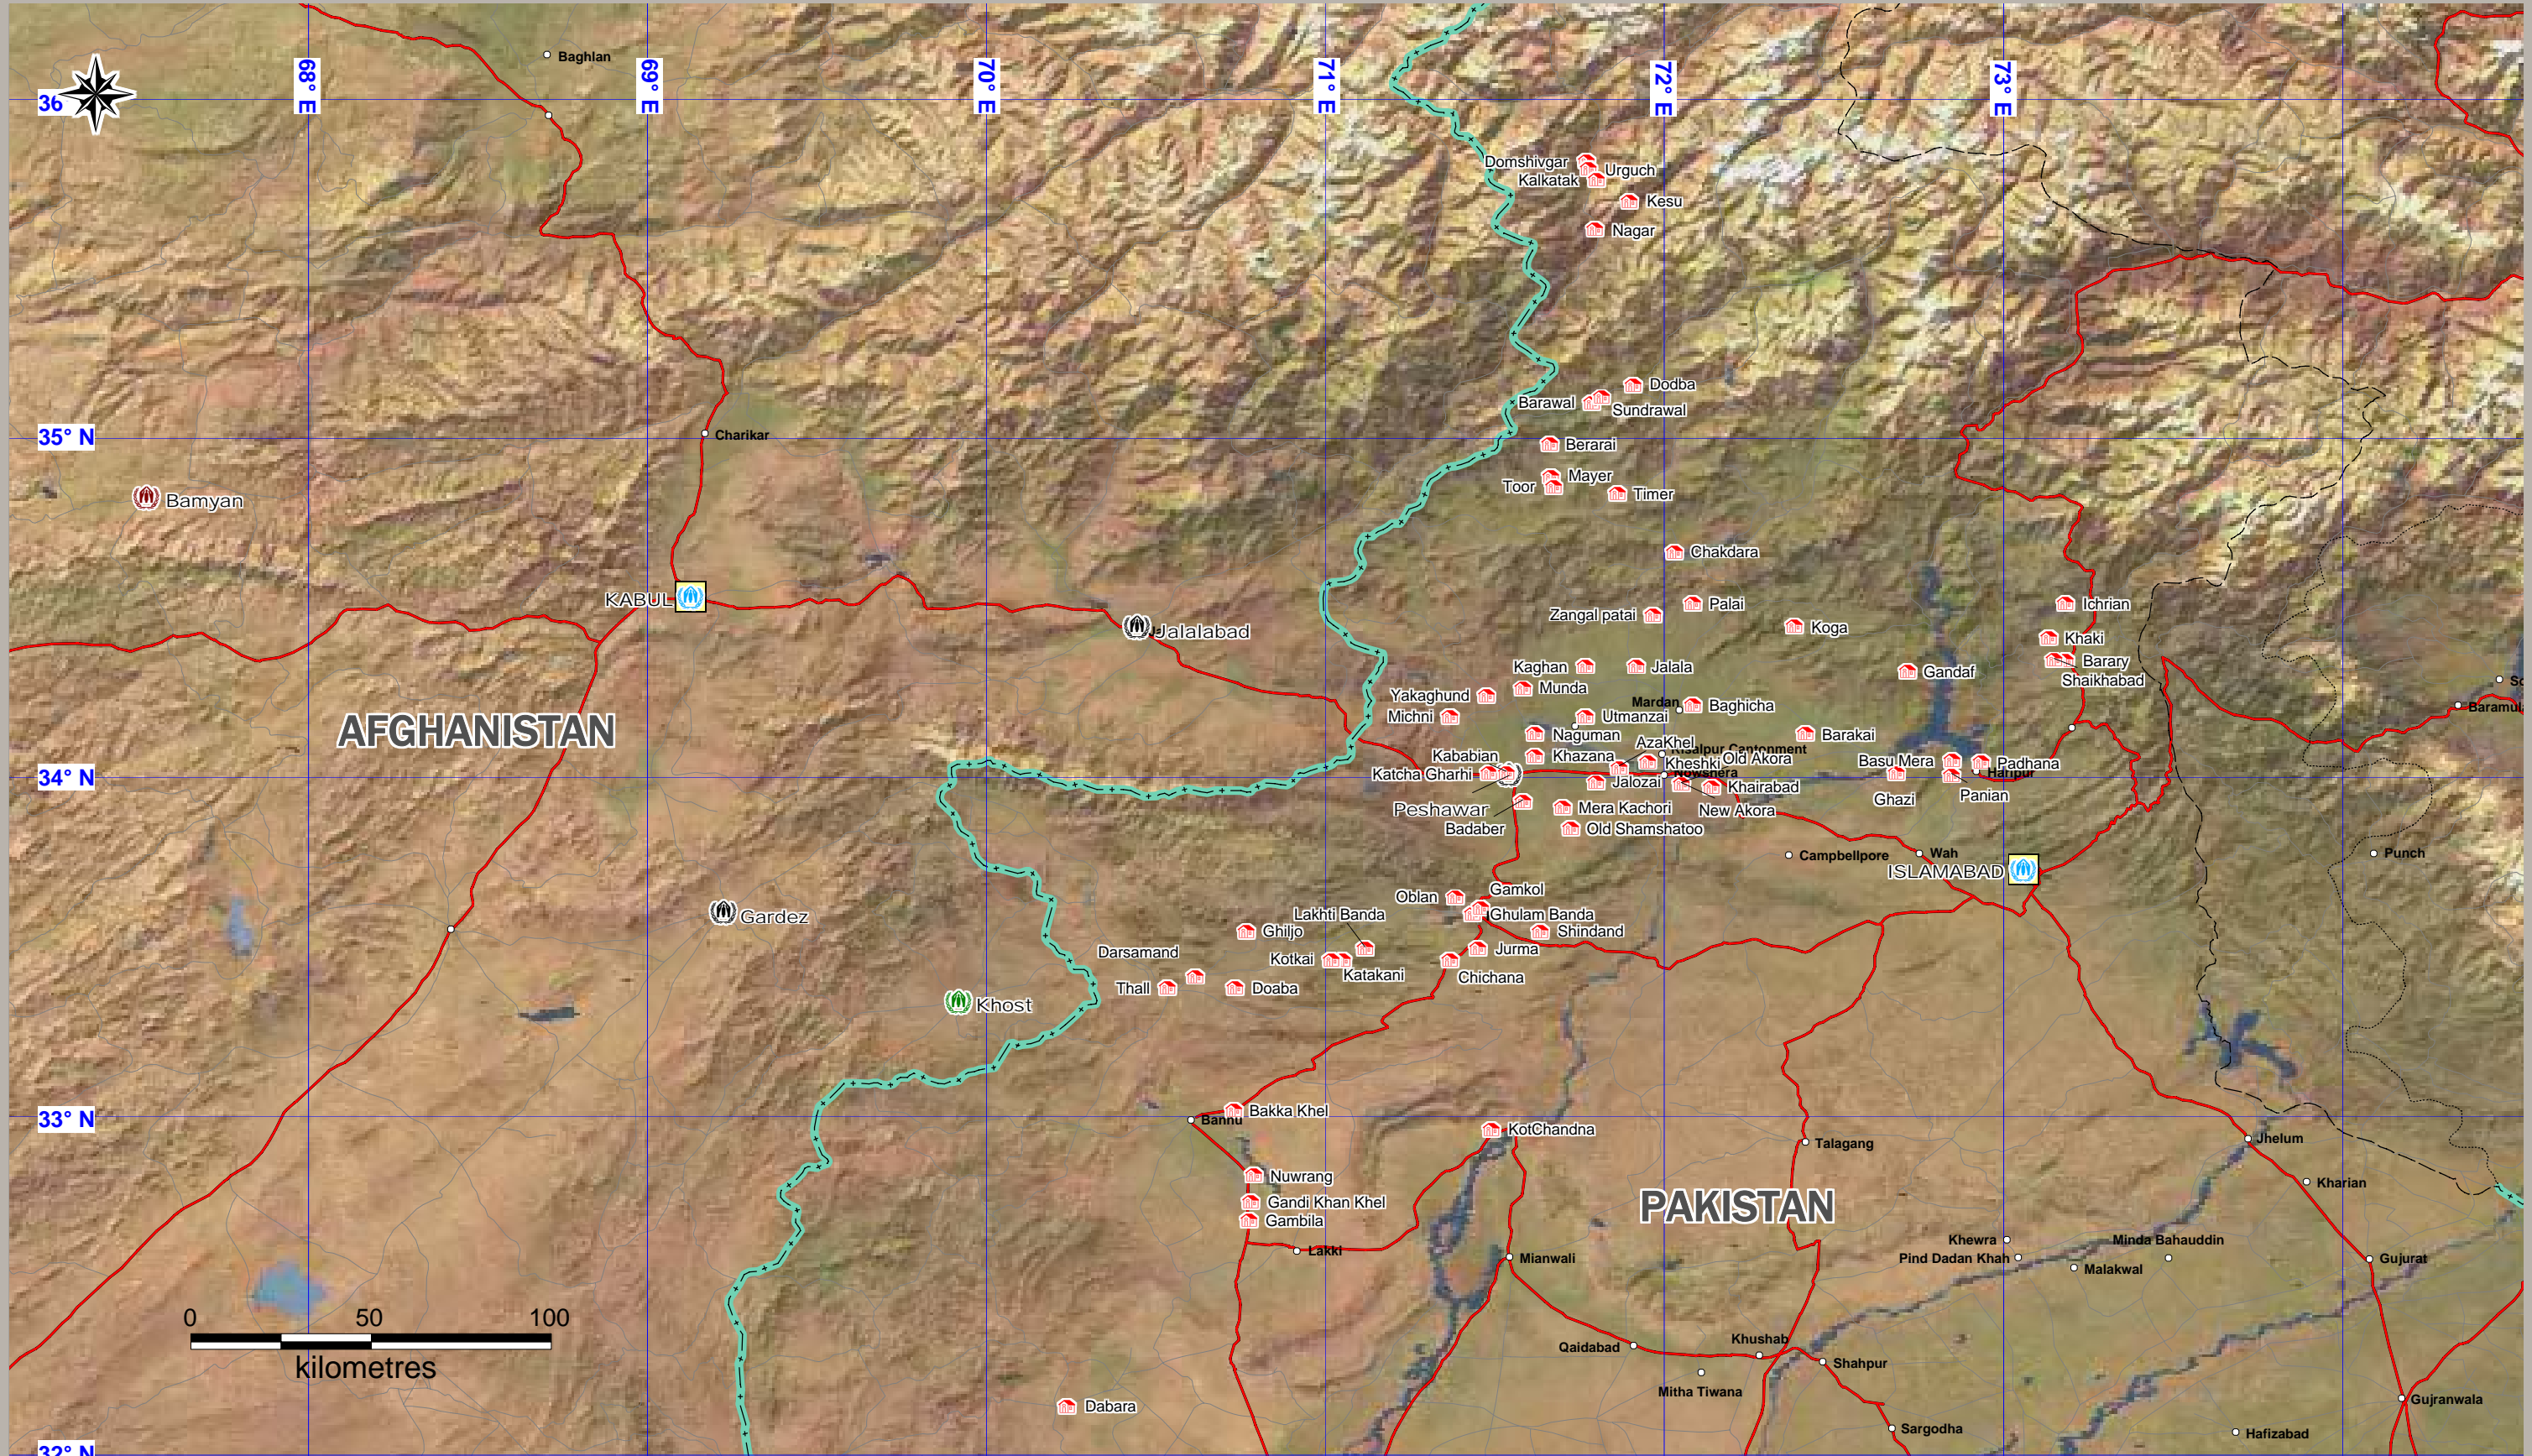 Baghlan
68° E
69° E
70° E
71° E
72° E
73° E
36
Domshivgar
Urguch
Kalkatak
Kesu
Nagar
Dodba
Barawal
Sundrawal
35° N
Charikar
Berarai
Mayer
Toor
Timer
Bamyan
Chakdara
KABUL
Jalalabad
Zangal patai
Palai
Koga
Ichrian
Khaki
Kaghan
Jalala
Gandaf
Barary
Shaikhabad
Yakaghund
Munda
Mardan
Baghicha
Baramula
Michni
Utmanzai
AFGHANISTAN
Naguman
Barakai
AzaKhel
Risalpur Cantonment
Kababian
Khazana
Kheshki
Old Akora
Basu Mera
Padhana
34° N
Katcha Gharhi
Nowshera
Haripur
Jalozai
Khairabad
Ghazi
Panian
Peshawar
Mera Kachori
New Akora
Badaber
Old Shamshatoo
Campbellpore
Wah
Punch
ISLAMABAD
Gamkol
Oblan
Gardez
Lakhti Banda
Ghulam Banda
Ghiljo
Shindand
Darsamand
Jurma
Kotkai
Katakani
Chichana
Thall
Doaba
Khost
33° N
Bannu
Bakka Khel
KotChandna
Talagang
Jhelum
Nuwrang
Kharian
Gandi Khan Khel
PAKISTAN
Gambila
Lakki
Mianwali
Khewra
Minda Bahauddin
Pind Dadan Khah
Malakwal
Gujurat
0 50 100
kilometres
Qaidabad
Khushab
Shahpur
Mitha Tiwana
Dabara
Gujranwala
Sargodha
Hafizabad
32° N